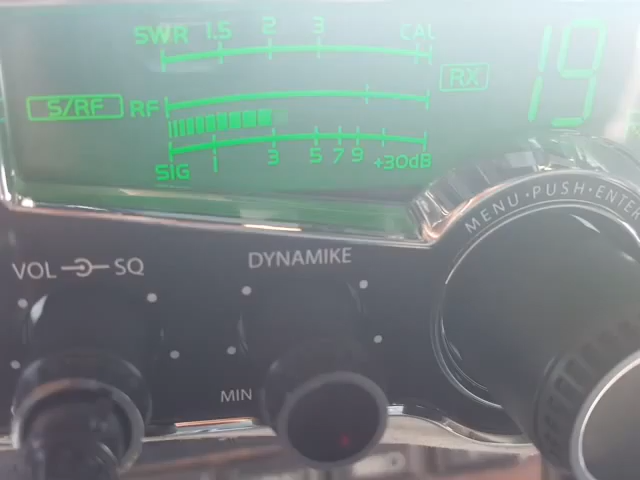 SWR 1.5 2 3 CAL
RX
19
S/RF RF
SIG 1 3 5 7 9 +30dB
MENU·PUSH·ENTER
VOL SQ
DYNAMIKE
MIN